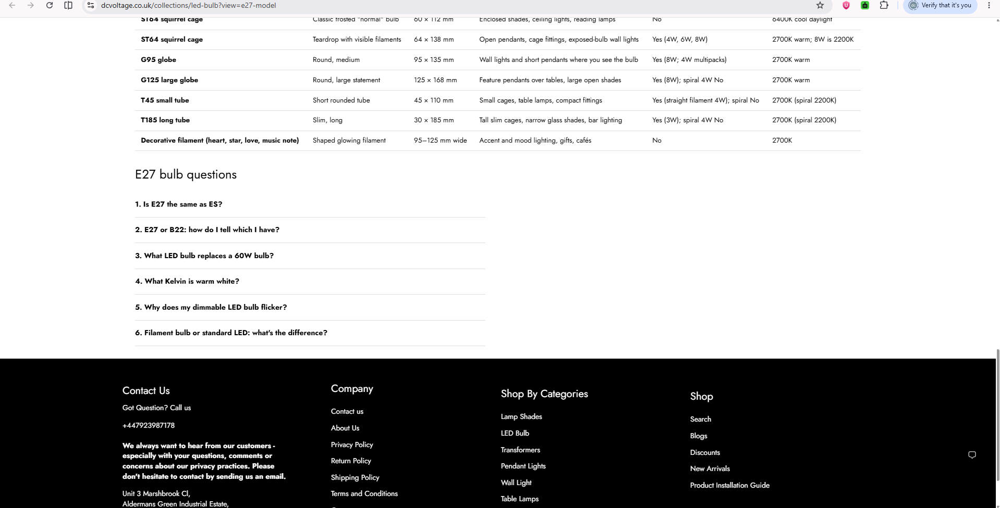 dcvoltage.co.uk/collections/led-bulb?view=e27-model
Verify that it's you
ST64 squirrel cage Classic frosted "normal" bulb 60 × 112 mm Enclosed shades, ceiling lights, reading lamps No 6400K cool daylight
ST64 squirrel cage Teardrop with visible filaments 64 × 138 mm Open pendants, cage fittings, exposed-bulb wall lights Yes (4W, 6W, 8W) 2700K warm; 8W is 2200K
G95 globe Round, medium 95 × 135 mm Wall lights and short pendants where you see the bulb Yes (8W; 4W multipacks) 2700K warm
G125 large globe Round, large statement 125 × 168 mm Feature pendants over tables, large open shades Yes (8W); spiral 4W No 2700K warm
T45 small tube Short rounded tube 45 × 110 mm Small cages, table lamps, compact fittings Yes (straight filament 4W); spiral No 2700K (spiral 2200K)
T185 long tube Slim, long 30 × 185 mm Tall slim cages, narrow glass shades, bar lighting Yes (3W); spiral 4W No 2700K (spiral 2200K)
Decorative filament (heart, star, love, music note) Shaped glowing filament 95–125 mm wide Accent and mood lighting, gifts, cafés No 2700K
E27 bulb questions
1. Is E27 the same as ES?
2. E27 or B22: how do I tell which I have?
3. What LED bulb replaces a 60W bulb?
4. What Kelvin is warm white?
5. Why does my dimmable LED bulb flicker?
6. Filament bulb or standard LED: what's the difference?
Contact Us
Got Question? Call us
+447923987178
We always want to hear from our customers -
especially with your questions, comments or
concerns about our privacy practices. Please
don't hesitate to contact by sending us an email.
Unit 3 Marshbrook Cl,
Aldermans Green Industrial Estate,
Company
Contact us
About Us
Privacy Policy
Return Policy
Shipping Policy
Terms and Conditions
Shop By Categories
Lamp Shades
LED Bulb
Transformers
Pendant Lights
Wall Light
Table Lamps
Shop
Search
Blogs
Discounts
New Arrivals
Product Installation Guide